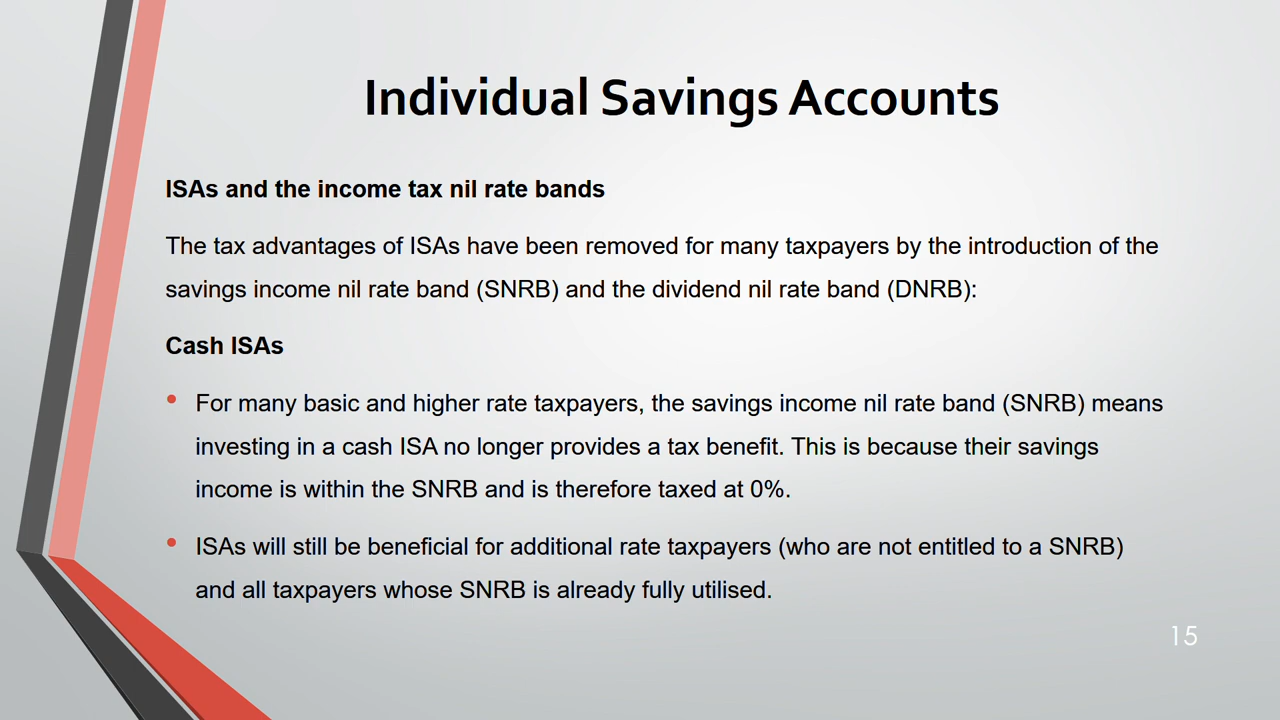 Individual Savings Accounts
ISAs and the income tax nil rate bands
The tax advantages of ISAs have been removed for many taxpayers by the introduction of the
savings income nil rate band (SNRB) and the dividend nil rate band (DNRB):
Cash ISAs
• For many basic and higher rate taxpayers, the savings income nil rate band (SNRB) means
investing in a cash ISA no longer provides a tax benefit. This is because their savings
income is within the SNRB and is therefore taxed at 0%.
• ISAs will still be beneficial for additional rate taxpayers (who are not entitled to a SNRB)
and all taxpayers whose SNRB is already fully utilised.
15